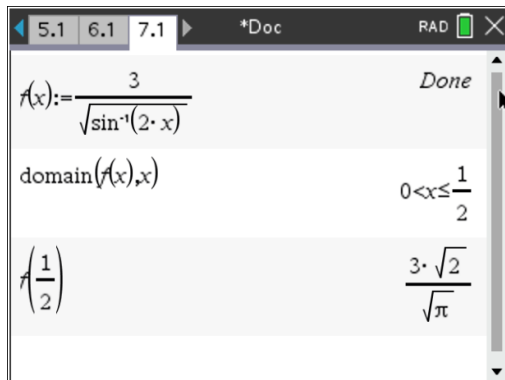 5.1 6.1 7.1 *Doc RAD
f(x):=3/√(sin⁻¹(2·x)) Done
domain(f(x),x) 0<x≤1/2
f(1/2) 3·√2/√π